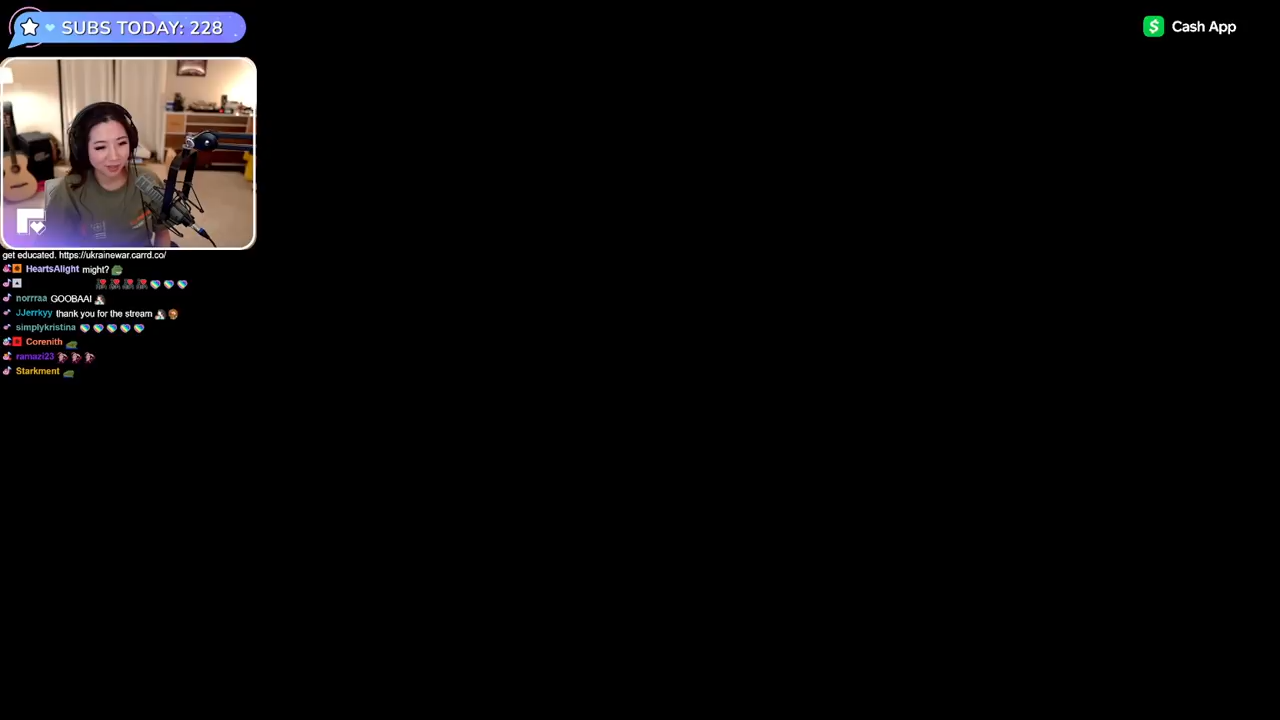 SUBS TODAY: 228
Cash App
get educated. https://ukrainewar.carrd.co/
HeartsAlight might?
norrraa GOOBAAI
JJerrkyy thank you for the stream
simplykristina
Corenith
ramazi23
Starkment